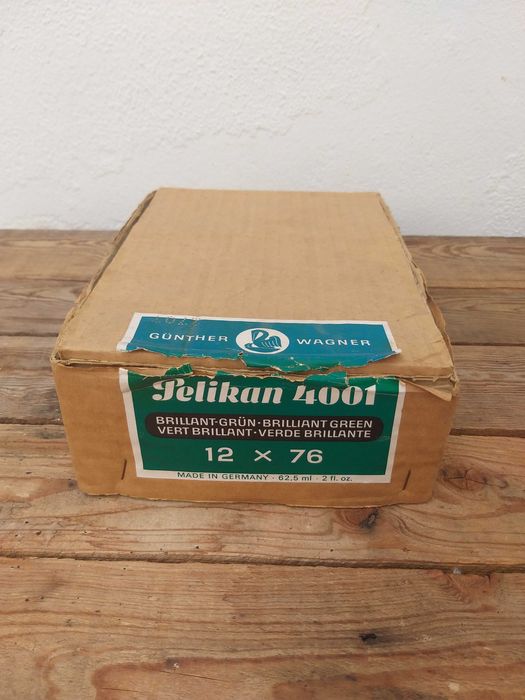 GÜNTHER WAGNER
Pelikan 4001
BRILLANT-GRÜN·BRILLIANT GREEN
VERT BRILLANT·VERDE BRILLANTE
12 × 76
MADE IN GERMANY · 62,5 ml · 2 fl. oz.